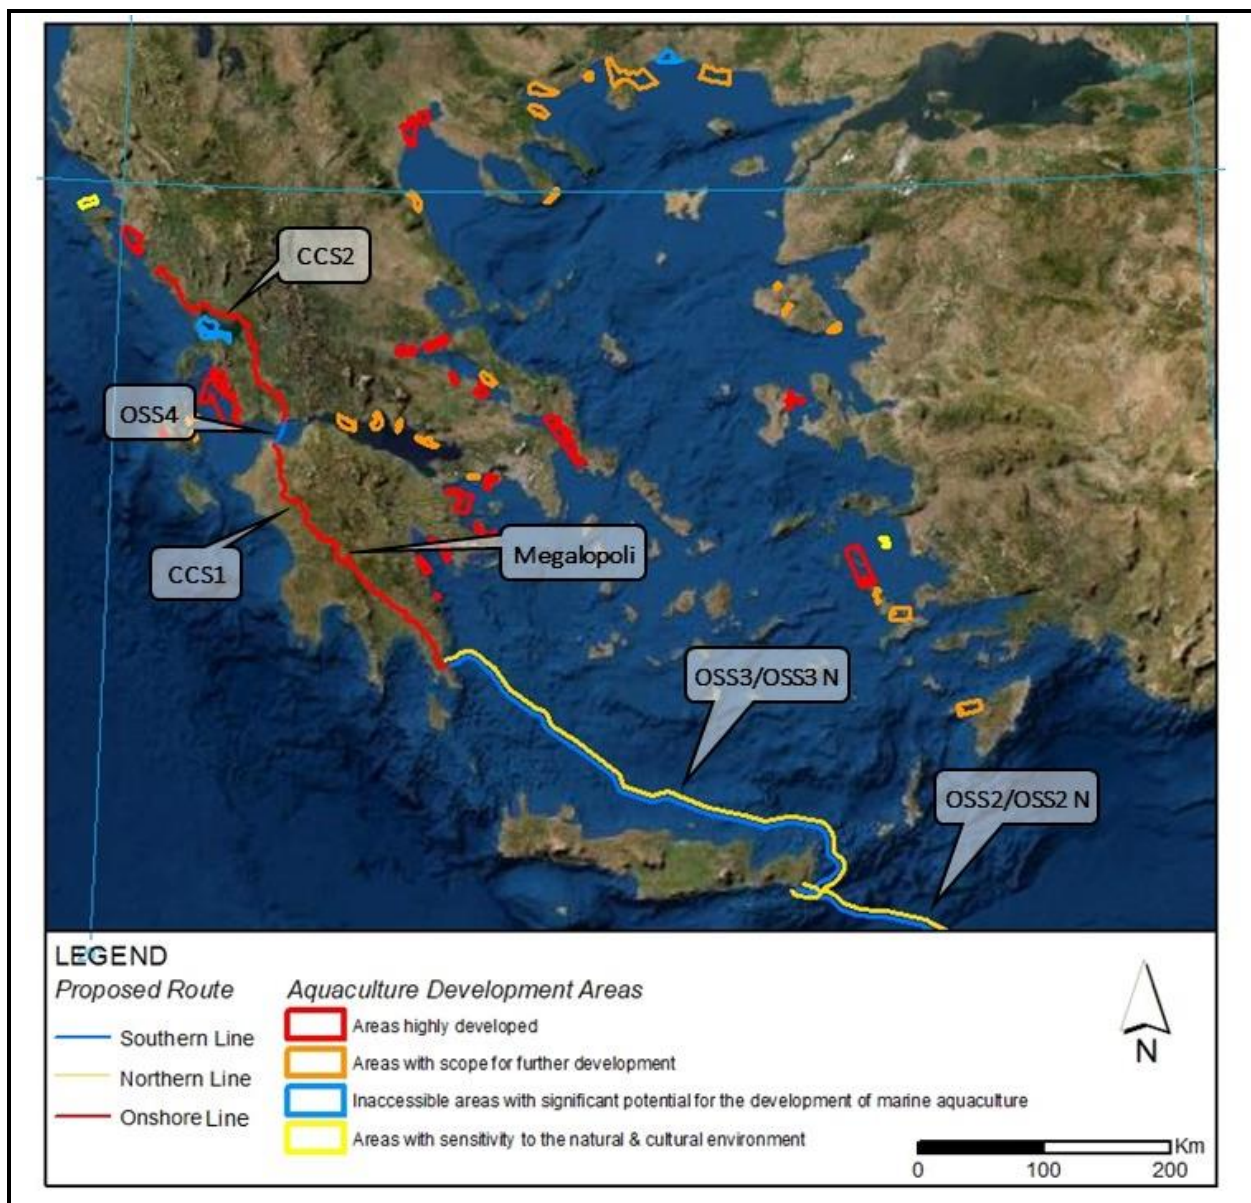 CCS2
OSS4
CCS1
Megalopoli
OSS3/OSS3 N
OSS2/OSS2 N
LEGEND
Proposed Route
Southern Line
Northern Line
Onshore Line
Aquaculture Development Areas
Areas highly developed
Areas with scope for further development
Inaccessible areas with significant potential for the development of marine aquaculture
Areas with sensitivity to the natural & cultural environment
N
Km
0 100 200